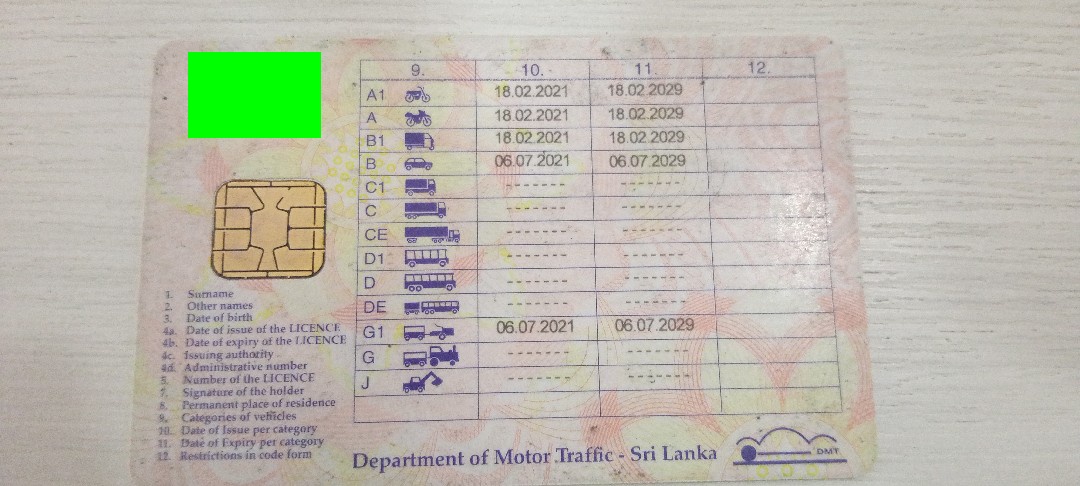 9. 10. 11. 12.
A1 18.02.2021 18.02.2029
A 18.02.2021 18.02.2029
B1 18.02.2021 18.02.2029
B 06.07.2021 06.07.2029
C1 ------ ------
C ------ ------
CE ------ ------
D1 ------ ------
D ------ ------
DE ------ ------
G1 06.07.2021 06.07.2029
G ------ ------
J ------ ------
1. Surname
2. Other names
3. Date of birth
4a. Date of issue of the LICENCE
4b. Date of expiry of the LICENCE
4c. Issuing authority
4d. Administrative number
5. Number of the LICENCE
7. Signature of the holder
8. Permanent place of residence
9. Categories of vehicles
10. Date of Issue per category
11. Date of Expiry per category
12. Restrictions in code form
Department of Motor Traffic - Sri Lanka
DMT